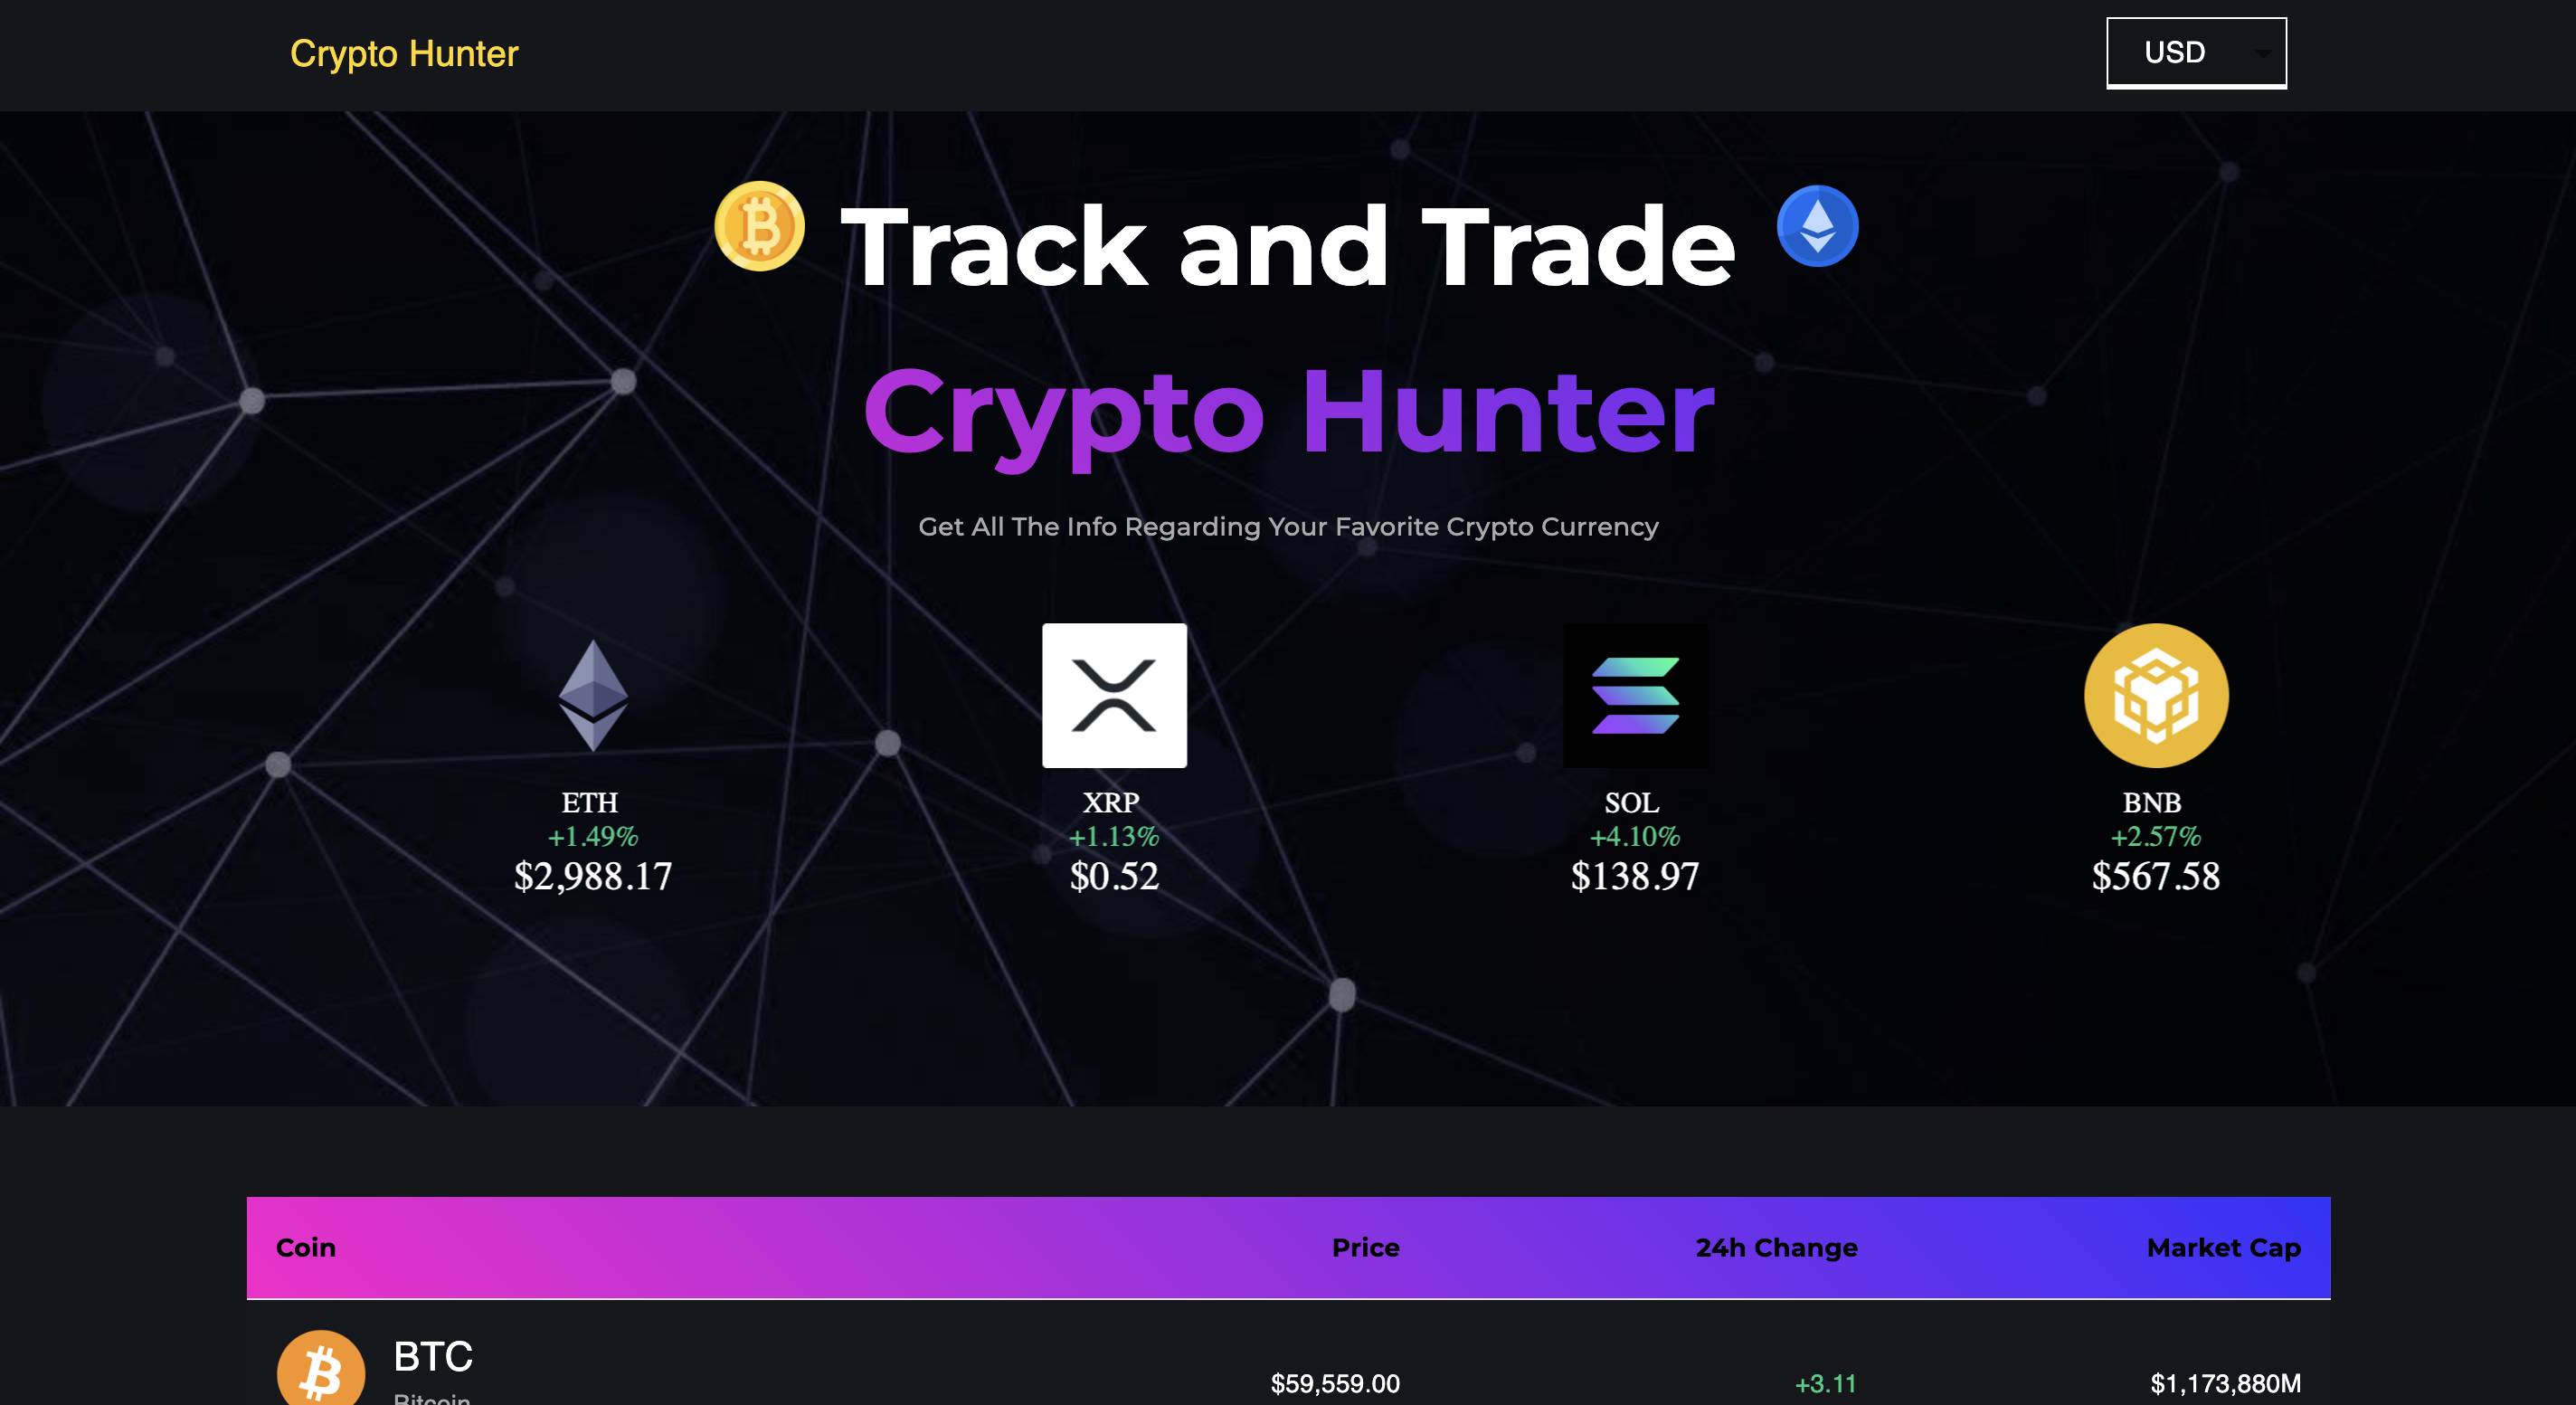 Crypto Hunter
USD
Track and Trade
Crypto Hunter
Get All The Info Regarding Your Favorite Crypto Currency
ETH
+1.49%
$2,988.17
XRP
+1.13%
$0.52
SOL
+4.10%
$138.97
BNB
+2.57%
$567.58
Coin Price 24h Change Market Cap
BTC
$59,559.00 +3.11 $1,173,880M
Bitcoin